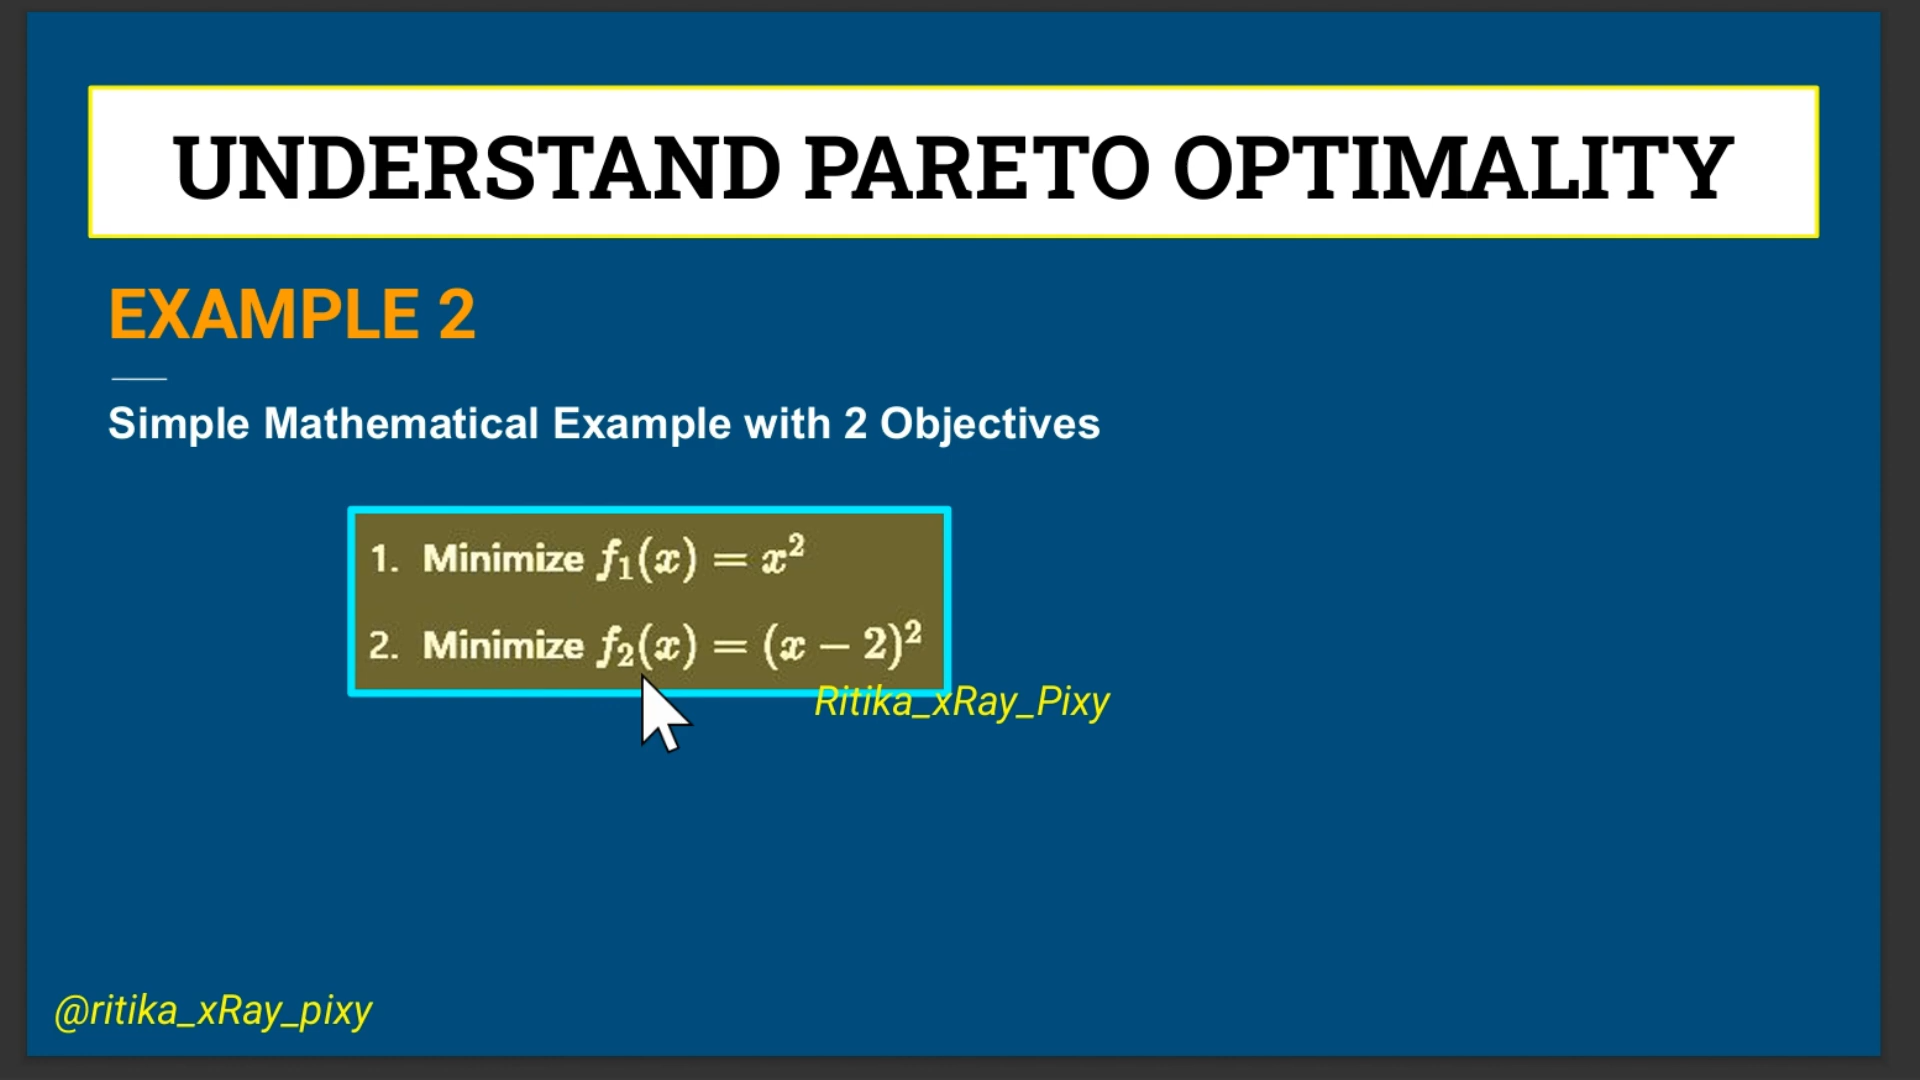 UNDERSTAND PARETO OPTIMALITY
EXAMPLE 2
Simple Mathematical Example with 2 Objectives
1. Minimize f₁(x) = x²
2. Minimize f₂(x) = (x − 2)²
Ritika_xRay_Pixy
@ritika_xRay_pixy